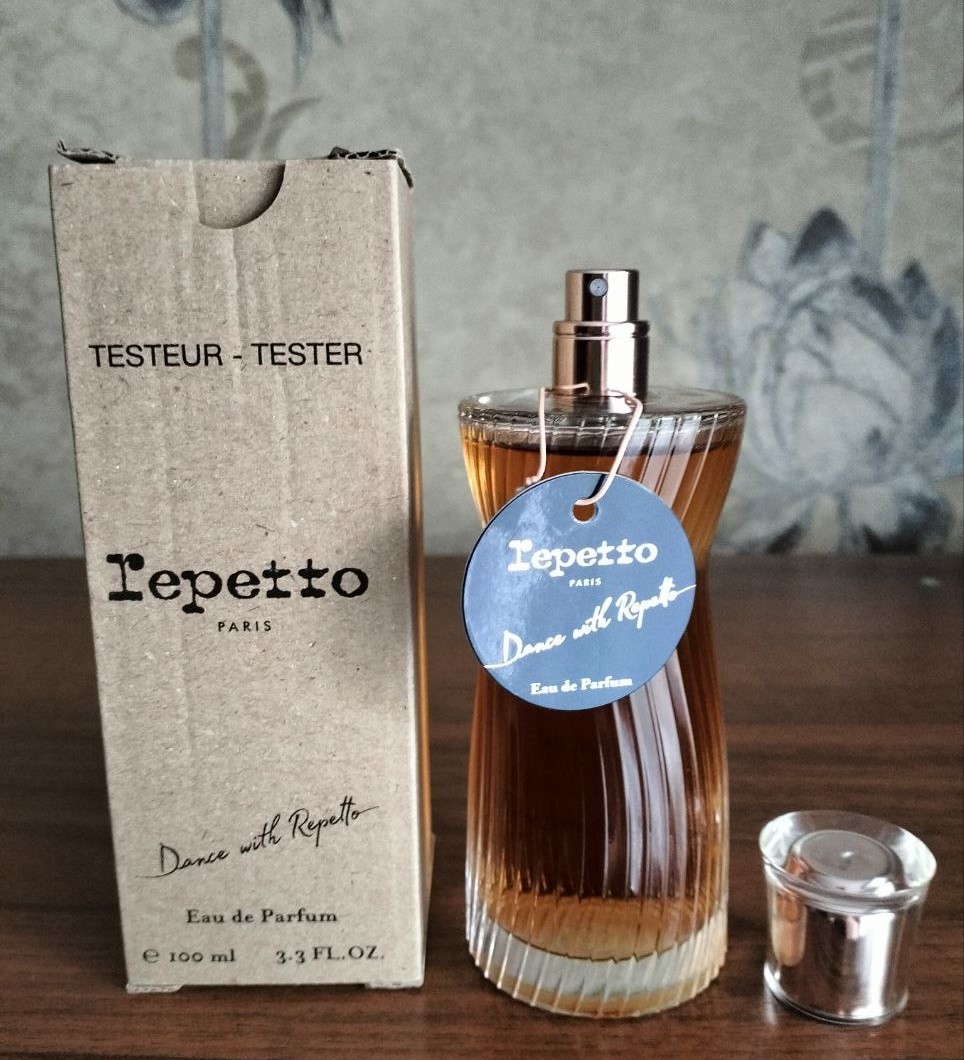 TESTEUR - TESTER
repetto
PARIS
Dance with Repetto
Eau de Parfum
e 100 ml 3.3 FL.OZ.
repetto
PARIS
Dance with Repetto
Eau de Parfum